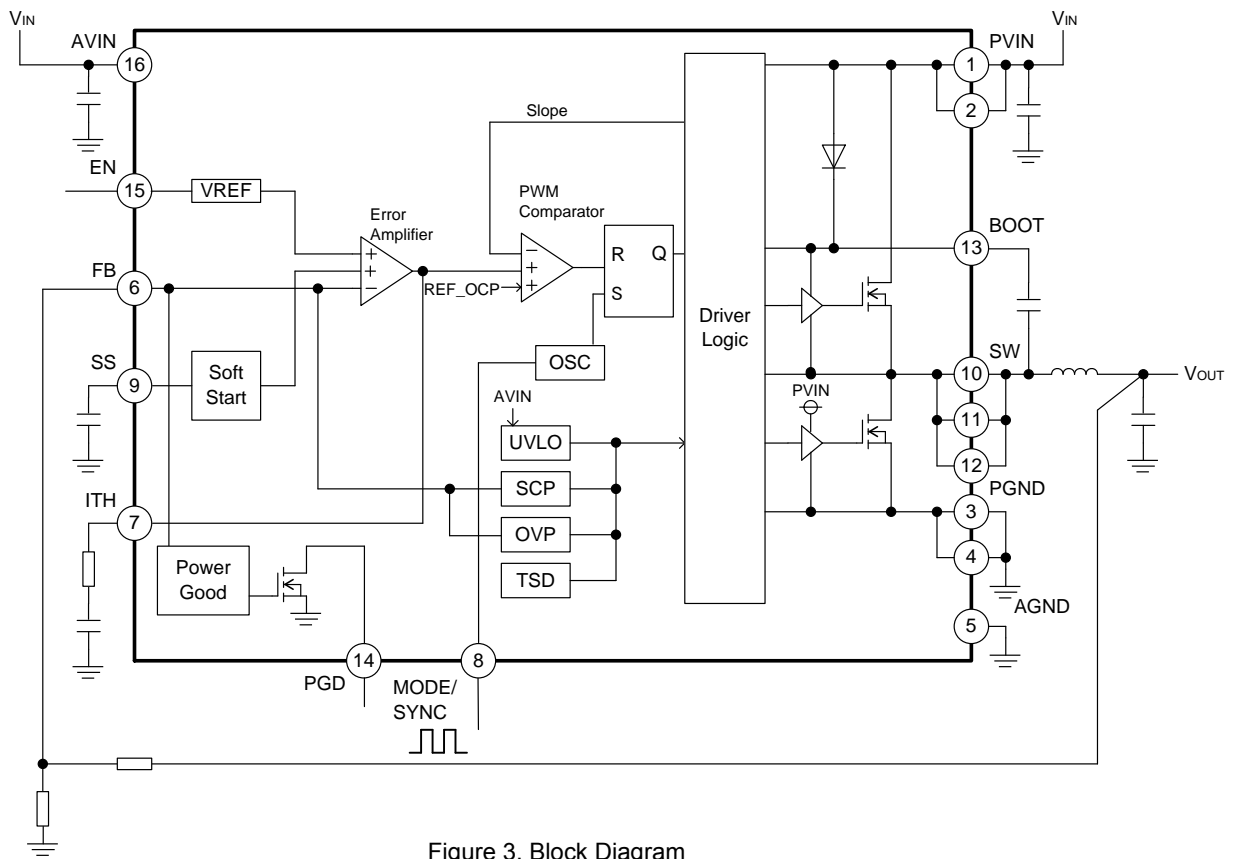 VIN
AVIN
16
EN
15
VREF
FB
6
SS
9
Soft
Start
ITH
7
Power
Good
PGD
14
8
MODE/
SYNC
Error
Amplifier
+
+
−
Slope
PWM
Comparator
−
+
+
REF_OCP
R
S
Q
OSC
AVIN
UVLO
SCP
OVP
TSD
Driver
Logic
PVIN
VIN
PVIN
1
2
BOOT
13
SW
10
11
12
VOUT
PGND
3
4
AGND
5
Figure 3. Block Diagram